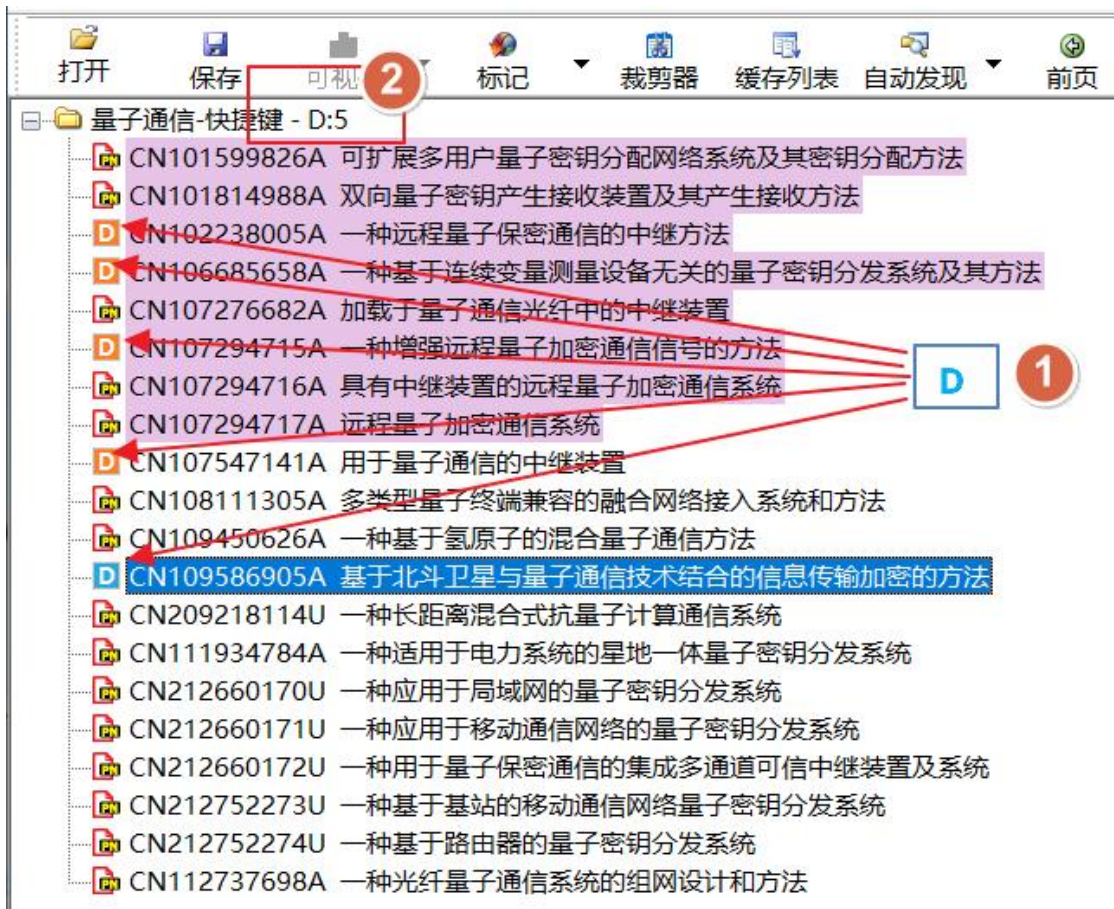 打开 保存 可视 标记 裁剪器 缓存列表 自动发现 前页
2
量子通信-快捷键 - D:5
CN101599826A 可扩展多用户量子密钥分配网络系统及其密钥分配方法
CN101814988A 双向量子密钥产生接收装置及其产生接收方法
D CN102238005A 一种远程量子保密通信的中继方法
D CN106685658A 一种基于连续变量测量设备无关的量子密钥分发系统及其方法
CN107276682A 加载于量子通信光纤中的中继装置
D CN107294715A 一种增强远程量子加密通信信号的方法
CN107294716A 具有中继装置的远程量子加密通信系统
D 1
CN107294717A 远程量子加密通信系统
D CN107547141A 用于量子通信的中继装置
CN108111305A 多类型量子终端兼容的融合网络接入系统和方法
CN109450626A 一种基于氢原子的混合量子通信方法
D CN109586905A 基于北斗卫星与量子通信技术结合的信息传输加密的方法
CN209218114U 一种长距离混合式抗量子计算通信系统
CN111934784A 一种适用于电力系统的星地一体量子密钥分发系统
CN212660170U 一种应用于局域网的量子密钥分发系统
CN212660171U 一种应用于移动通信网络的量子密钥分发系统
CN212660172U 一种用于量子保密通信的集成多通道可信中继装置及系统
CN212752273U 一种基于基站的移动通信网络量子密钥分发系统
CN212752274U 一种基于路由器的量子密钥分发系统
CN112737698A 一种光纤量子通信系统的组网设计和方法